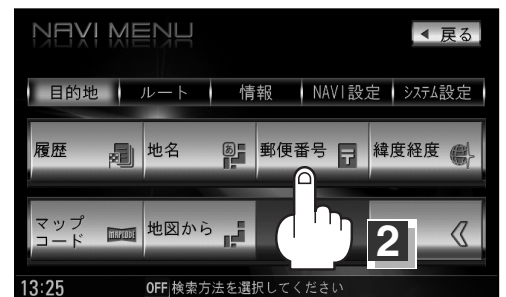 NAVI MENU
◀ 戻る
目的地 ルート 情報 NAVI設定 システム設定
履歴 地名 あ 郵便番号 〒 緯度経度
マップ
コード MAPCODE 地図から 2 《
13:25 OFF 検索方法を選択してください